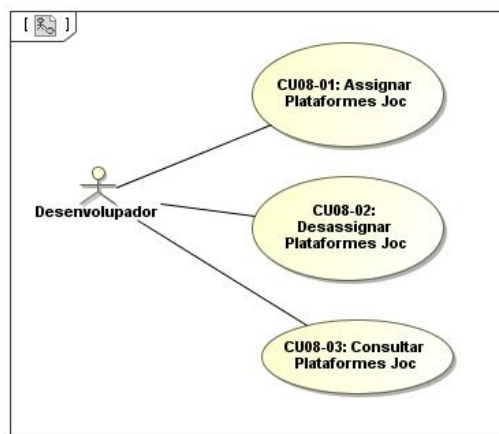 [ ]
CU08-01: Assignar
Plataformes Joc
Desenvolupador
CU08-02:
Desassignar
Plataformes Joc
CU08-03: Consultar
Plataformes Joc